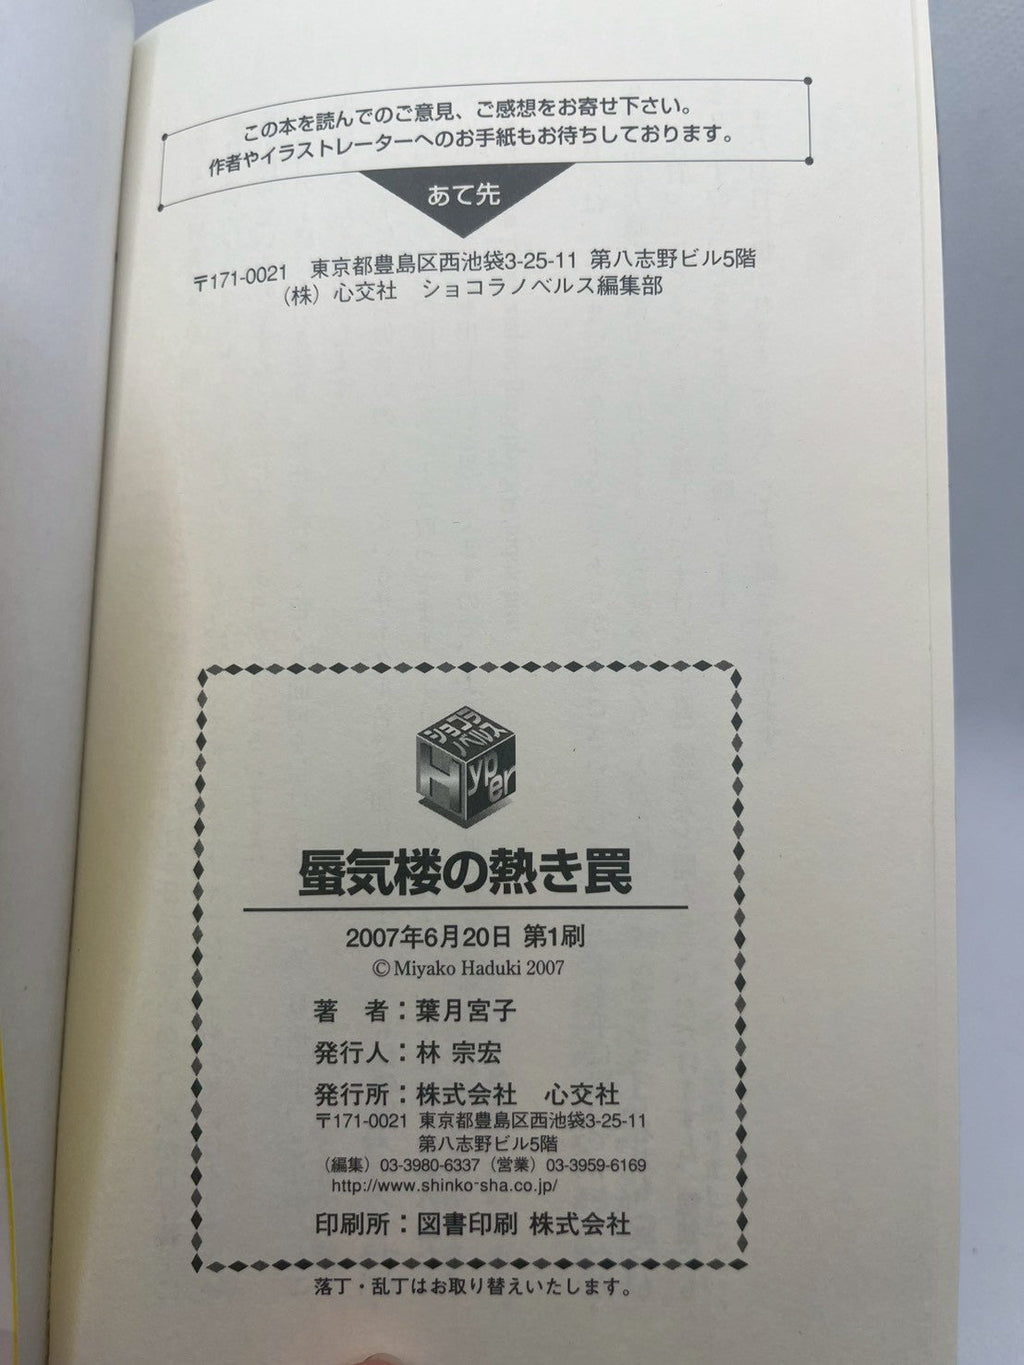 この本を読んでのご意見、ご感想をお寄せ下さい。
作者やイラストレーターへのお手紙もお待ちしております。
あて先
〒171-0021 東京都豊島区西池袋3-25-11 第八志野ビル5階
（株）心交社 ショコラノベルス編集部
ショコラ
ノベルス
Hyper
蜃気楼の熱き罠
2007年6月20日 第1刷
©Miyako Haduki 2007
著 者：葉月宮子
発行人：林 宗宏
発行所：株式会社 心交社
〒171-0021 東京都豊島区西池袋3-25-11
第八志野ビル5階
（編集）03-3980-6337（営業）03-3959-6169
http://www.shinko-sha.co.jp/
印刷所：図書印刷 株式会社
落丁・乱丁はお取り替えいたします。